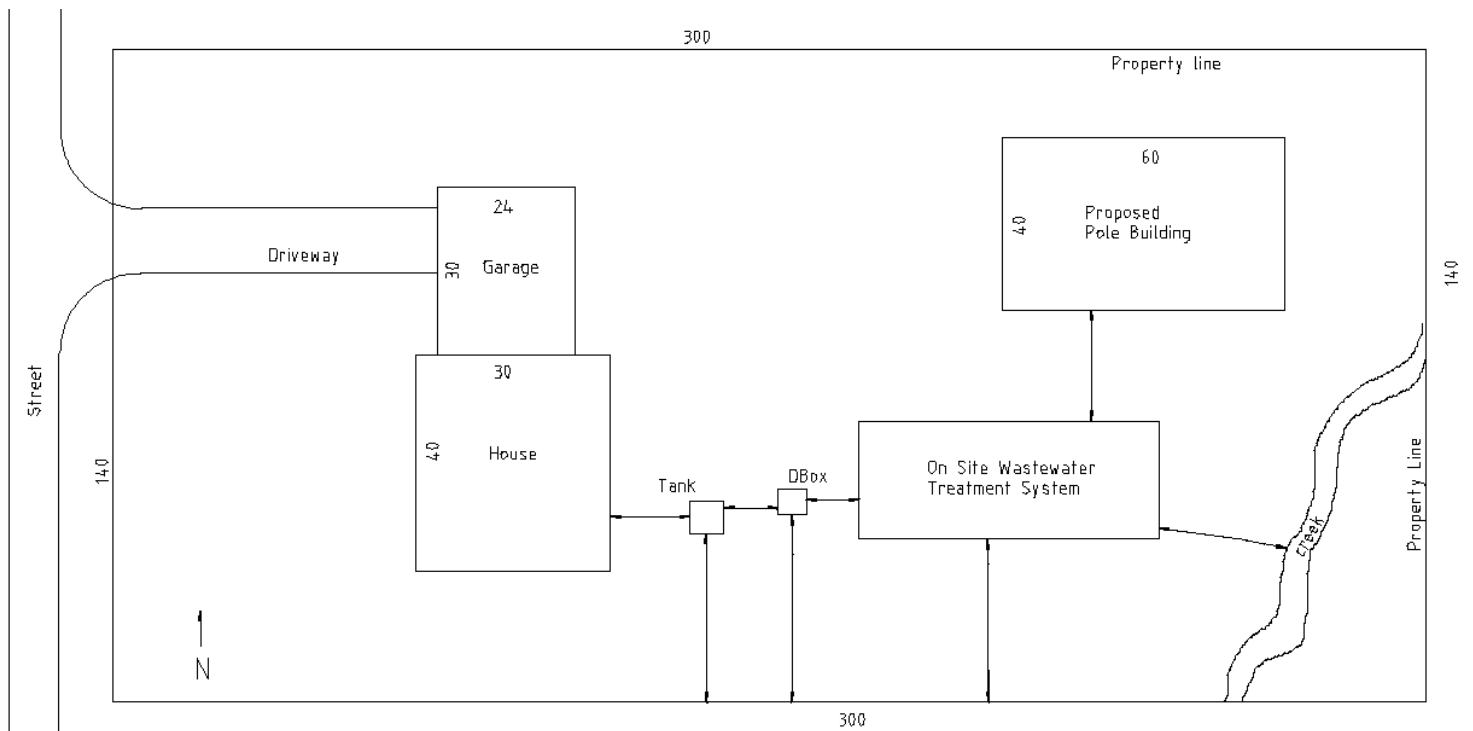 300
Property line
60
Proposed
Pole Building
40
140
24
Garage
30
Driveway
30
House
40
Street
140
Tank
DBox
On Site Wastewater
Treatment System
creek
Property Line
N
300